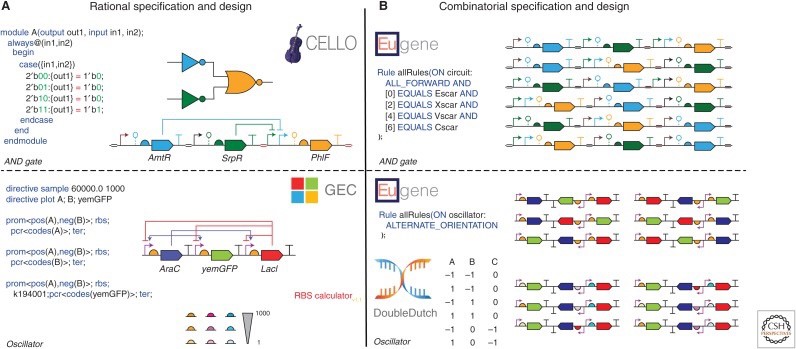 A
Rational specification and design
module A(output out1, input in1, in2);
always@(in1,in2)
begin
case({in1,in2})
2'b00:{out1} = 1'b0;
2'b01:{out1} = 1'b0;
2'b10:{out1} = 1'b0;
2'b11:{out1} = 1'b1;
endcase
end
endmodule
AND gate
CELLO
AmtR
SrpR
PhlF
directive sample 60000.0 1000
directive plot A; B; yemGFP
prom<pos(A),neg(B)>; rbs;
pcr<codes(A)>; ter;
prom<pos(A),neg(B)>; rbs;
pcr<codes(B)>; ter;
prom<pos(A),neg(B)>; rbs;
k194001;pcr<codes(yemGFP)>; ter;
Oscillator
GEC
AraC
yemGFP
LacI
RBS calculator
1000
1
B
Combinatorial specification and design
Eugene
Rule allRules(ON circuit:
ALL_FORWARD AND
[0] EQUALS Escar AND
[2] EQUALS Xscar AND
[4] EQUALS Vscar AND
[6] EQUALS Cscar
);
AND gate
Eugene
Rule allRules(ON oscillator:
ALTERNATE_ORIENTATION
);
DoubleDutch
A B C
−1 −1 0
1 −1 0
−1 1 0
1 1 0
−1 0 −1
1 0 −1
Oscillator
CSH
PERSPECTIVES